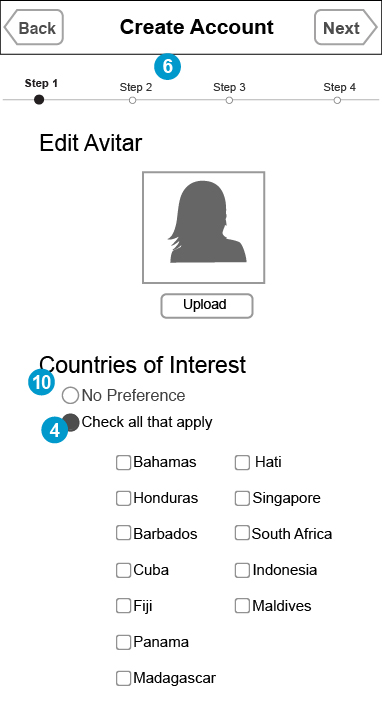 Back Create Account Next
6
Step 1 Step 2 Step 3 Step 4
Edit Avitar
Upload
Countries of Interest
10 No Preference
4 Check all that apply
Bahamas Hati
Honduras Singapore
Barbados South Africa
Cuba Indonesia
Fiji Maldives
Panama
Madagascar